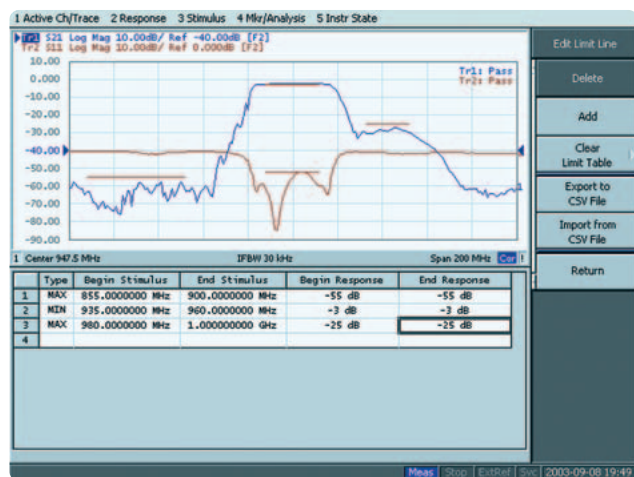 1 Active Ch/Trace 2 Response 3 Stimulus 4 Mkr/Analysis 5 Instr State
Tr1 S21 Log Mag 10.00dB/ Ref -40.00dB [F2]
Tr2 S11 Log Mag 10.00dB/ Ref 0.000dB [F2]
10.00
0.000
-10.00
-20.00
-30.00
-40.00
-50.00
-60.00
-70.00
-80.00
-90.00
Tr1: Pass
Tr2: Pass
1
1 Center 947.5 MHz IFBW 30 kHz Span 200 MHz Cor !
Type Begin Stimulus End Stimulus Begin Response End Response
1 MAX 855.0000000 MHz 900.0000000 MHz -55 dB -55 dB
2 MIN 935.0000000 MHz 960.0000000 MHz -3 dB -3 dB
3 MAX 980.0000000 MHz 1.000000000 GHz -25 dB -25 dB
4
Edit Limit Line
Delete
Add
Clear
Limit Table
Export to
CSV File
Import from
CSV File
Return
Meas Stop ExtRef Svc 2003-09-08 19:49